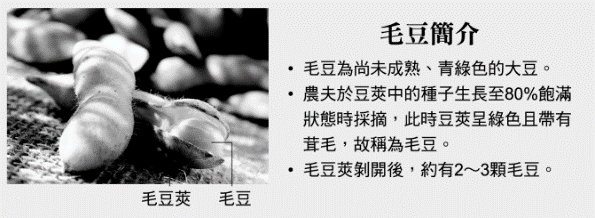 毛豆簡介
• 毛豆為尚未成熟、青綠色的大豆。
• 農夫於豆莢中的種子生長至80%飽滿
狀態時採摘，此時豆莢呈綠色且帶有
茸毛，故稱為毛豆。
• 毛豆莢剝開後，約有2～3顆毛豆。
毛豆莢 毛豆